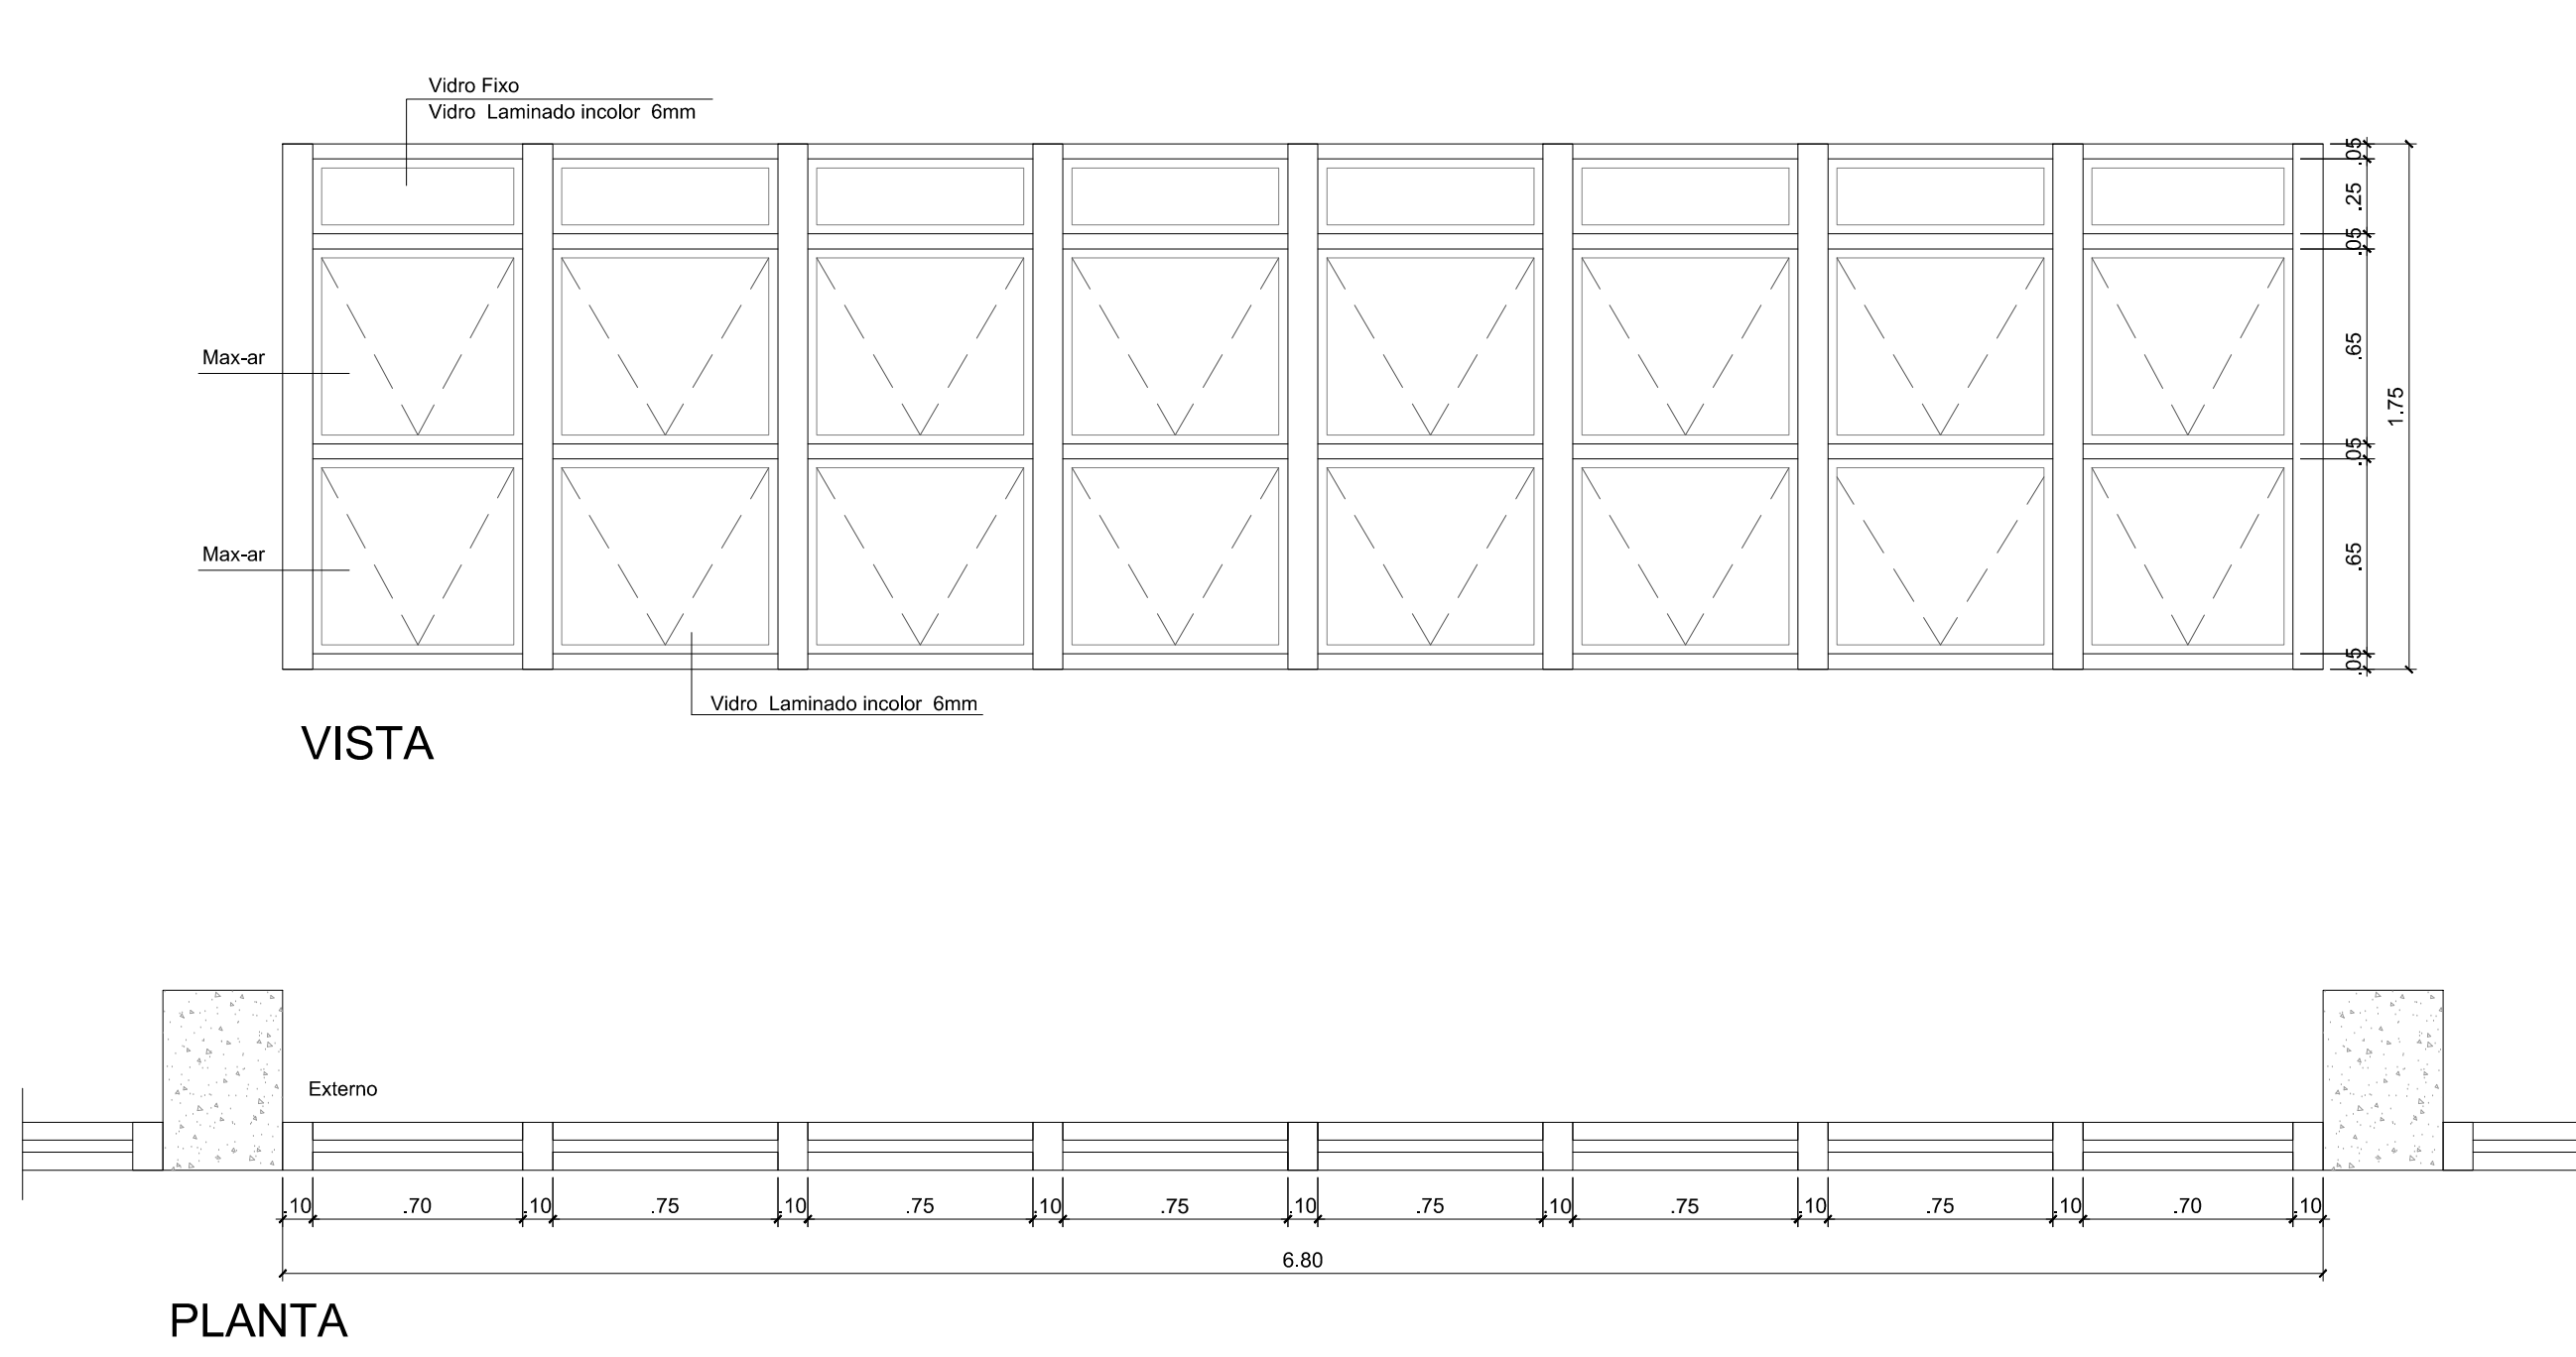 Vidro Fixo
Vidro Laminado incolor 6mm
.05
.25
.05
Max-ar
.65
1.75
.05
Max-ar
.65
.05
Vidro Laminado incolor 6mm
VISTA
Externo
.10 .70 .10 .75 .10 .75 .10 .75 .10 .75 .10 .75 .10 .75 .10 .70 .10
6.80
PLANTA